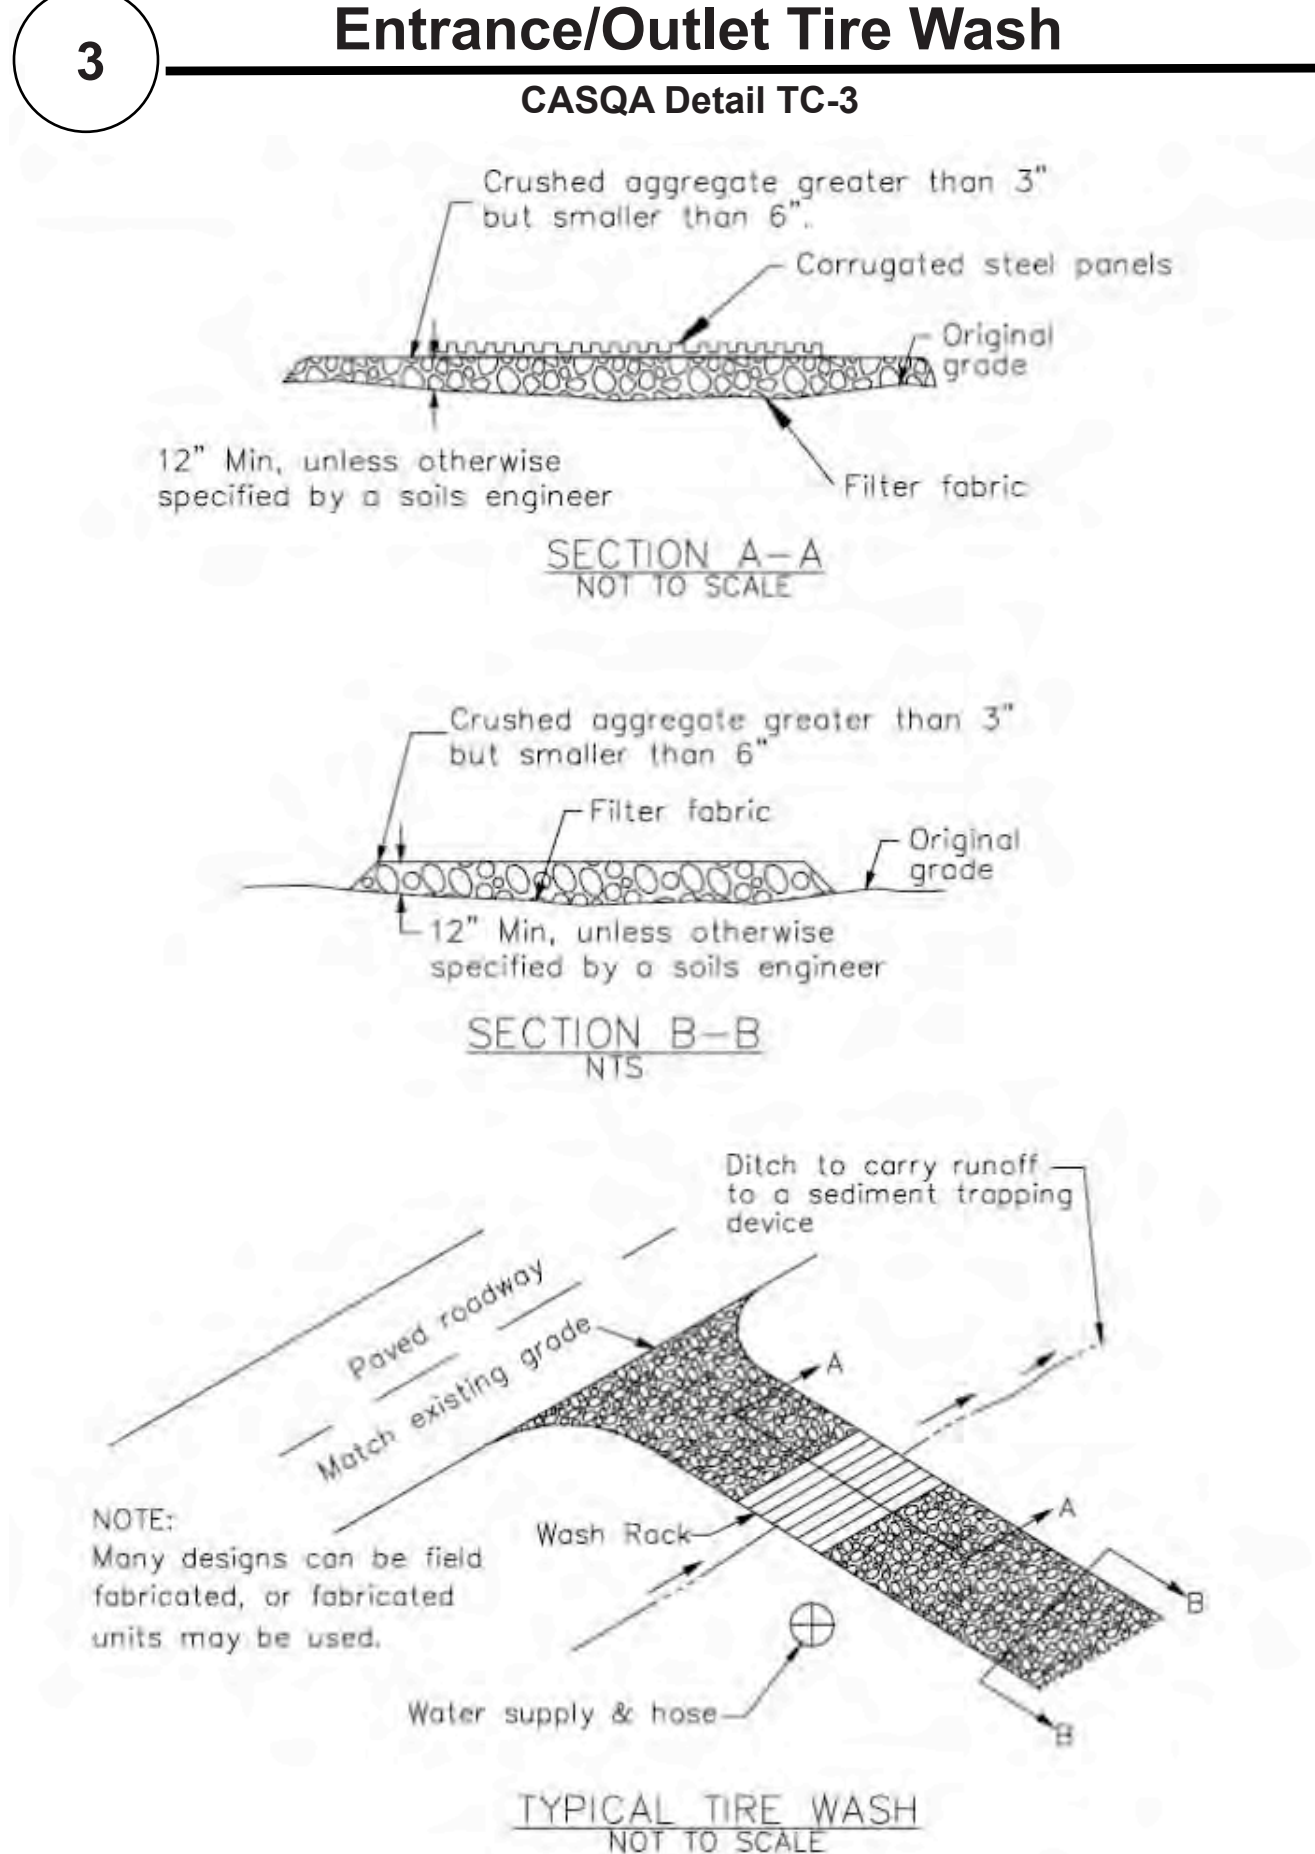 3
Entrance/Outlet Tire Wash
CASQA Detail TC-3
Crushed aggregate greater than 3"
but smaller than 6".
Corrugated steel panels
Original
grade
12" Min, unless otherwise
specified by a soils engineer
Filter fabric
SECTION A-A
NOT TO SCALE
Crushed aggregate greater than 3"
but smaller than 6"
Filter fabric
Original
grade
12" Min, unless otherwise
specified by a soils engineer
SECTION B-B
NTS
Ditch to carry runoff
to a sediment trapping
device
Paved roadway
Match existing grade
A
A
NOTE:
Many designs can be field
fabricated, or fabricated
units may be used.
Wash Rack
B
B
Water supply & hose
TYPICAL TIRE WASH
NOT TO SCALE